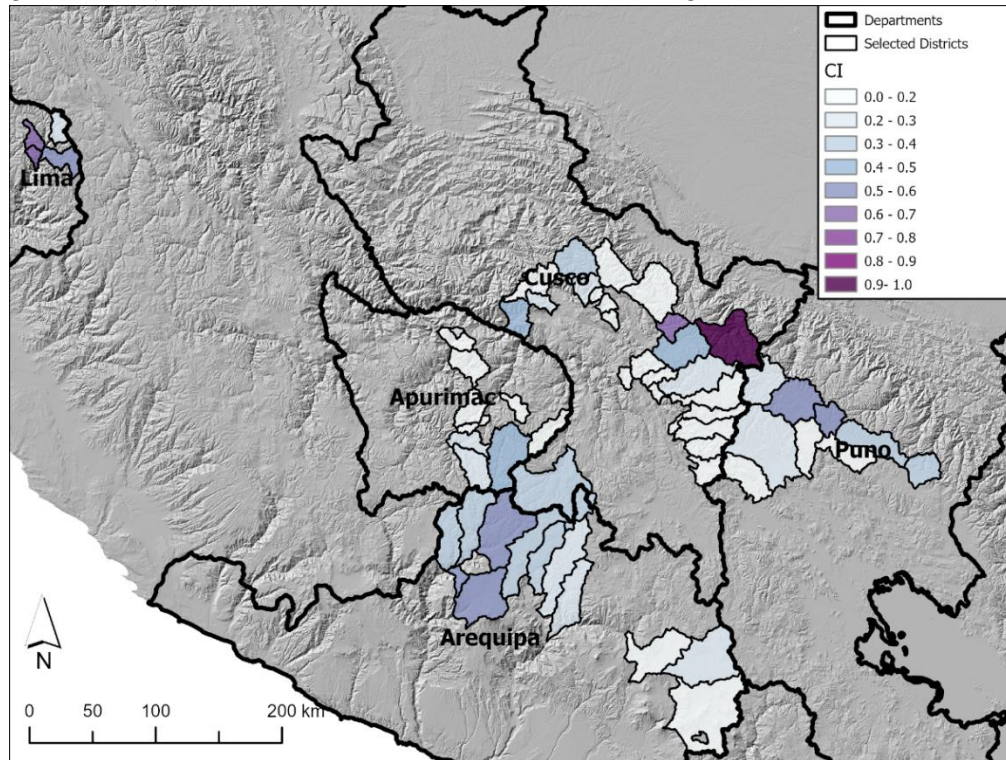 Departments
Selected Districts
CI
0.0 - 0.2
0.2 - 0.3
0.3 - 0.4
0.4 - 0.5
0.5 - 0.6
0.6 - 0.7
0.7 - 0.8
0.8 - 0.9
0.9- 1.0
Lima
Cusco
Apurimac
Puno
Arequipa
N
0 50 100 200 km